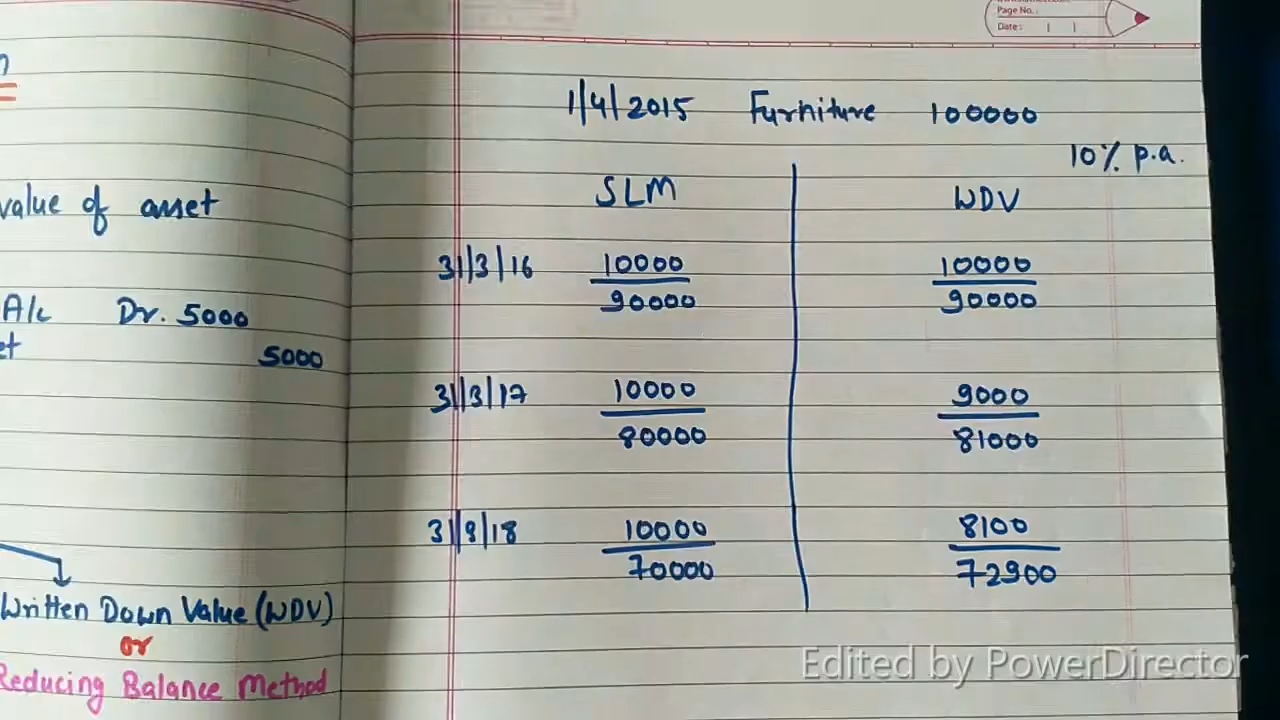 n
value of asset
A/c Dr. 5000
et 5000
Written Down Value (WDV)
or
Reducing Balance Method
Page No.:
Date: | |
1/4/2015 Furniture 100000
10% p.a.
SLM WDV
31/3/16 10000 10000
90000 90000
31/3/17 10000 9000
80000 81000
31/3/18 10000 8100
70000 72900
Edited by PowerDirector